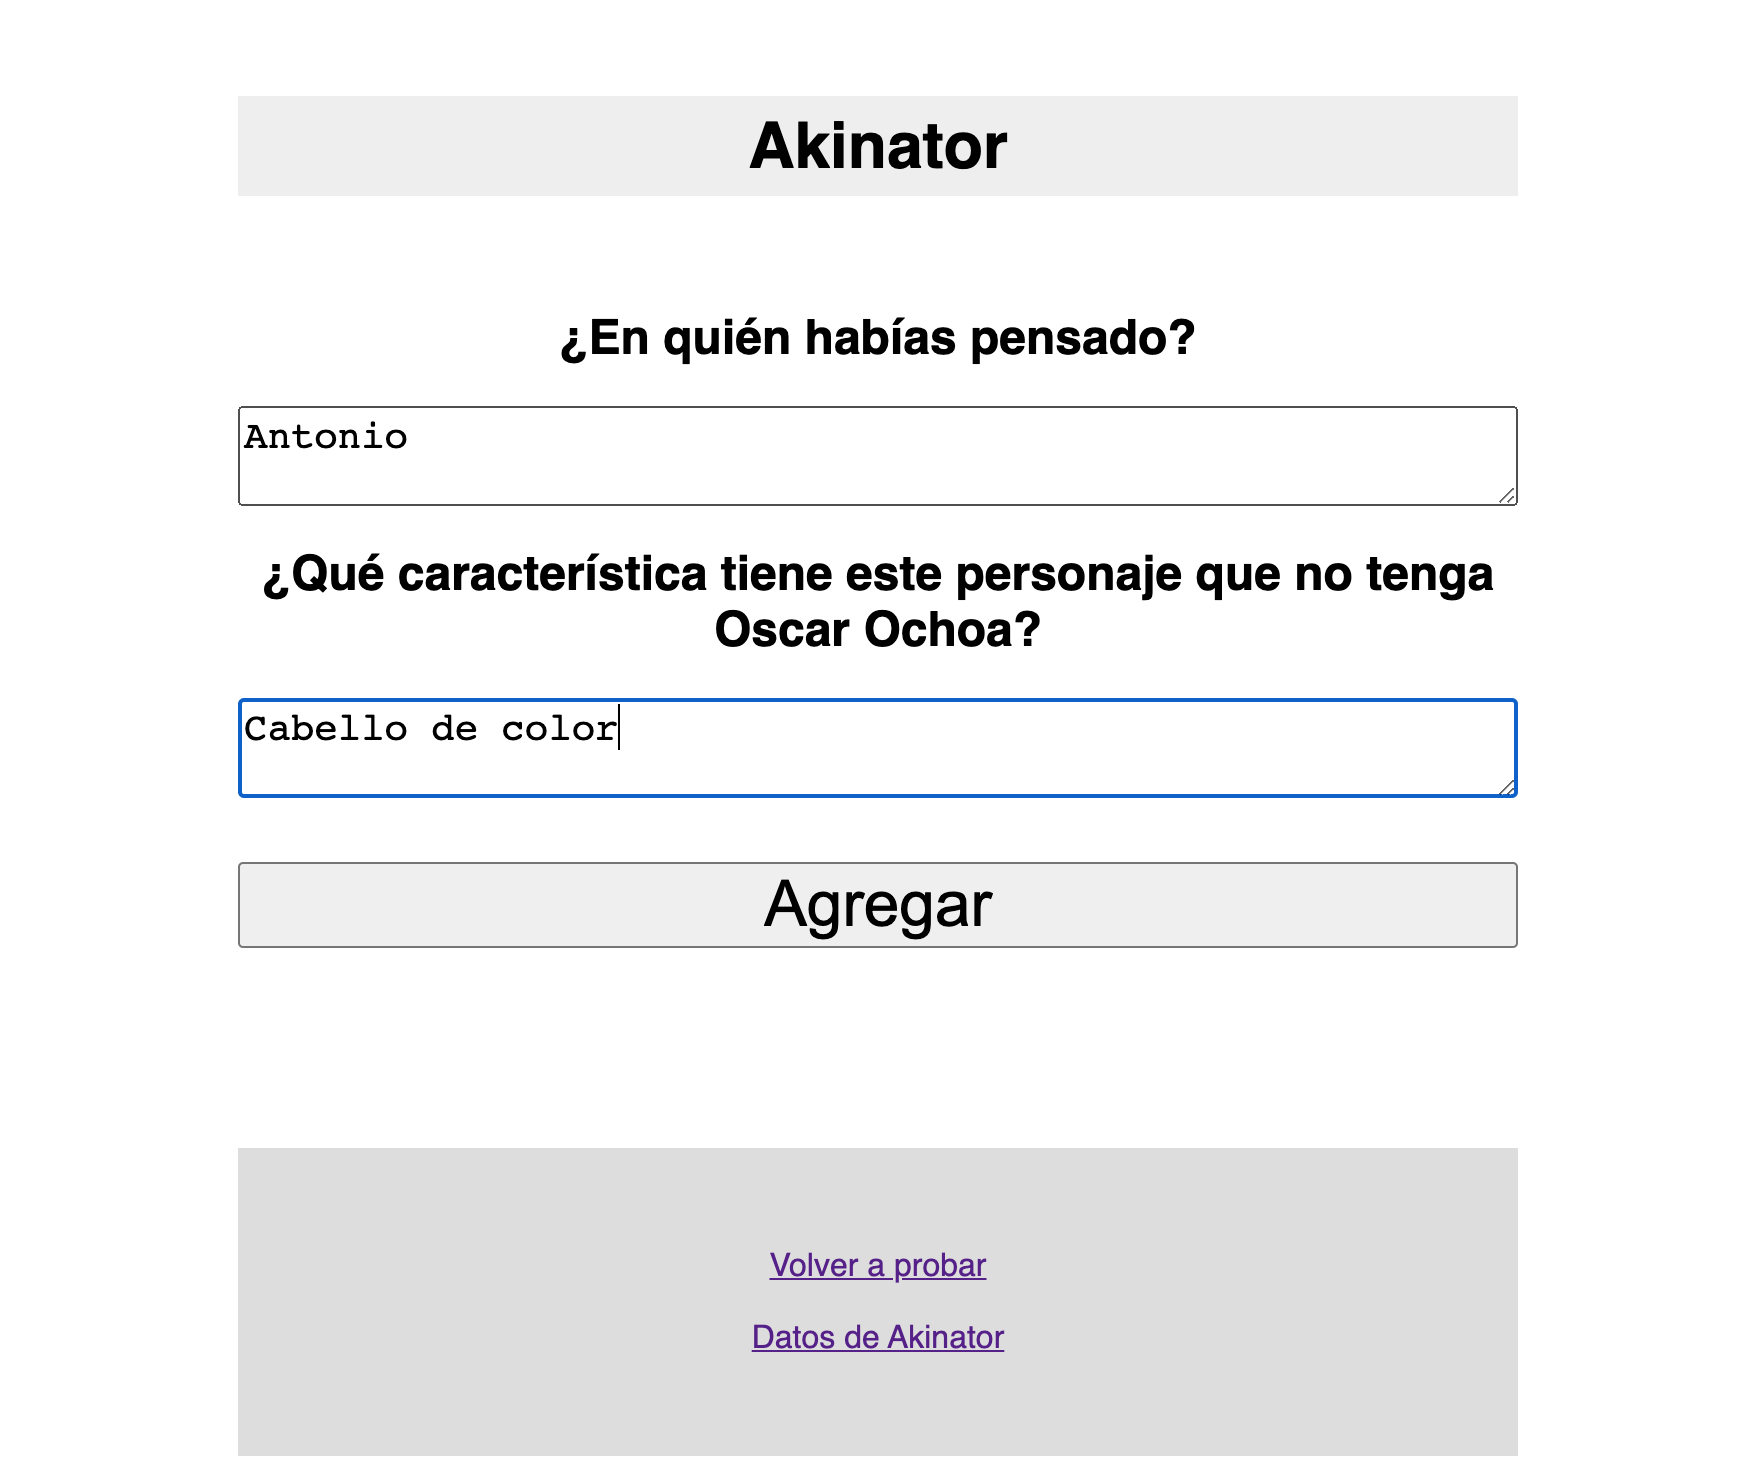 Akinator
¿En quién habías pensado?
Antonio
¿Qué característica tiene este personaje que no tenga
Oscar Ochoa?
Cabello de color
Agregar
Volver a probar
Datos de Akinator